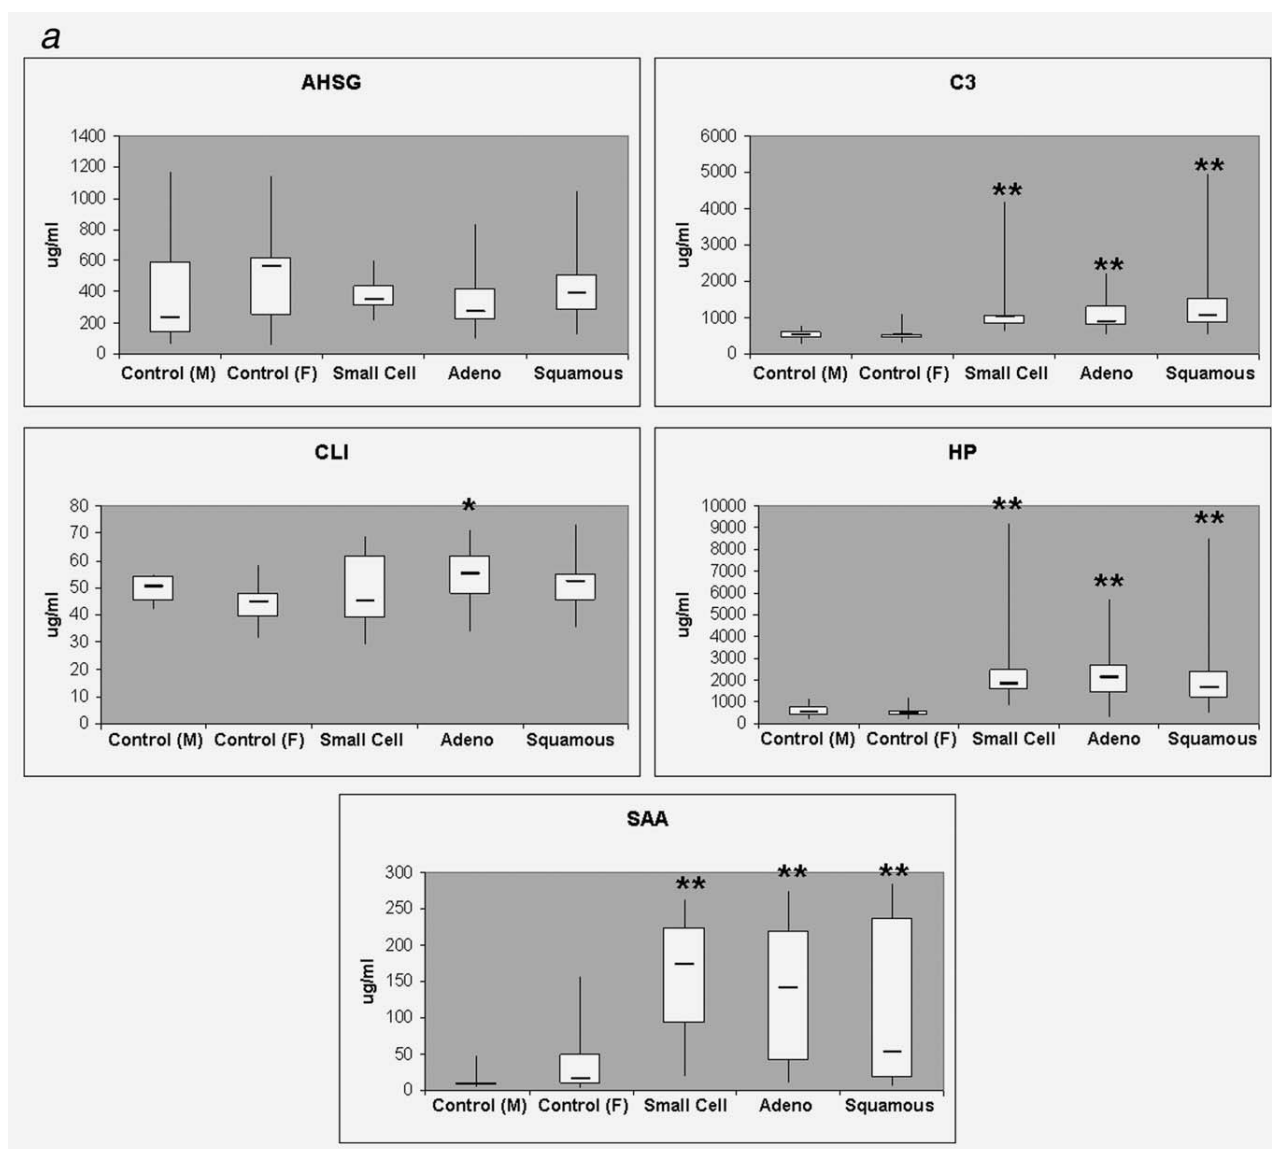 a
AHSG
1400
1200
1000
800
600
400
200
0
ug/ml
Control (M) Control (F) Small Cell Adeno Squamous
C3
6000
5000
4000
3000
2000
1000
0
ug/ml
** ** **
Control (M) Control (F) Small Cell Adeno Squamous
CLI
80
70
60
50
40
30
20
10
0
ug/ml
*
Control (M) Control (F) Small Cell Adeno Squamous
HP
10000
9000
8000
7000
6000
5000
4000
3000
2000
1000
0
ug/ml
** ** **
Control (M) Control (F) Small Cell Adeno Squamous
SAA
300
250
200
150
100
50
0
ug/ml
** ** **
Control (M) Control (F) Small Cell Adeno Squamous